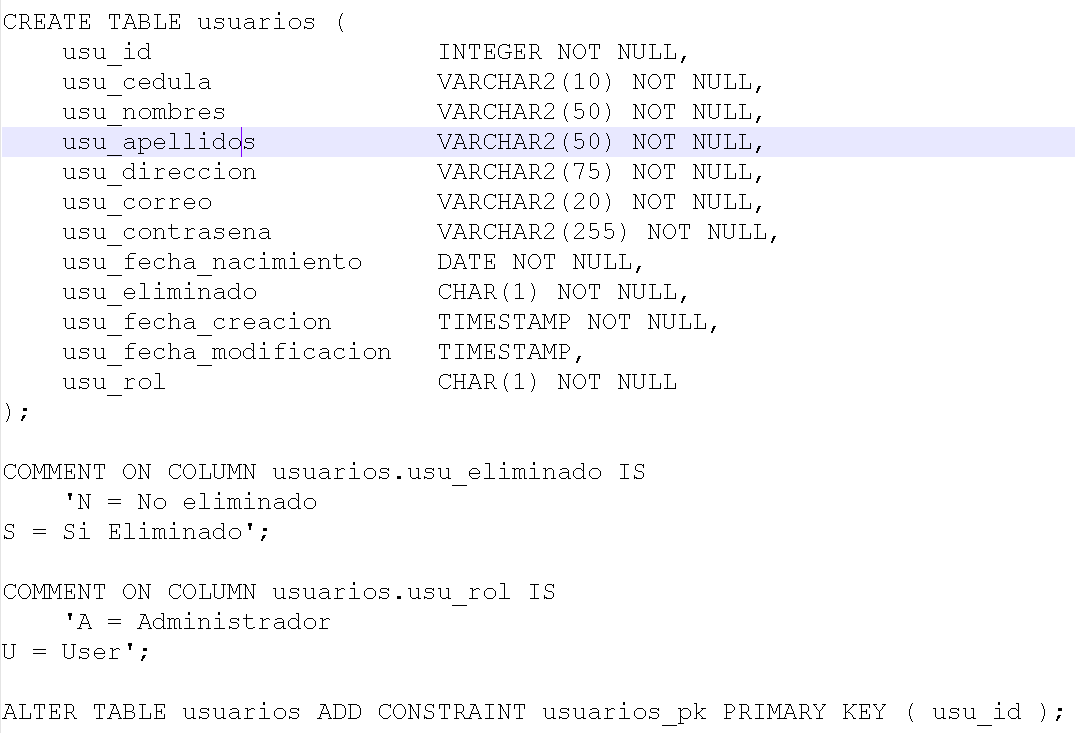 CREATE TABLE usuarios (
    usu_id                   INTEGER NOT NULL,
    usu_cedula               VARCHAR2(10) NOT NULL,
    usu_nombres              VARCHAR2(50) NOT NULL,
    usu_apellidos            VARCHAR2(50) NOT NULL,
    usu_direccion            VARCHAR2(75) NOT NULL,
    usu_correo               VARCHAR2(20) NOT NULL,
    usu_contrasena           VARCHAR2(255) NOT NULL,
    usu_fecha_nacimiento     DATE NOT NULL,
    usu_eliminado            CHAR(1) NOT NULL,
    usu_fecha_creacion       TIMESTAMP NOT NULL,
    usu_fecha_modificacion   TIMESTAMP,
    usu_rol                  CHAR(1) NOT NULL
);

COMMENT ON COLUMN usuarios.usu_eliminado IS
    'N = No eliminado
S = Si Eliminado';

COMMENT ON COLUMN usuarios.usu_rol IS
    'A = Administrador
U = User';

ALTER TABLE usuarios ADD CONSTRAINT usuarios_pk PRIMARY KEY ( usu_id );